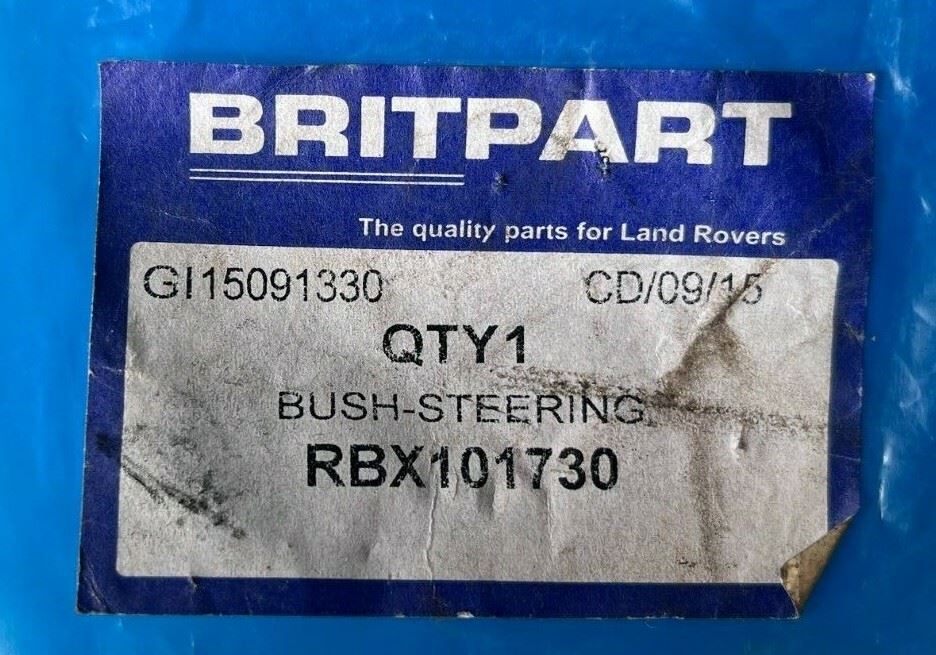 BRITPART
The quality parts for Land Rovers
GI15091330 CD/09/15
QTY1
BUSH-STEERING
RBX101730